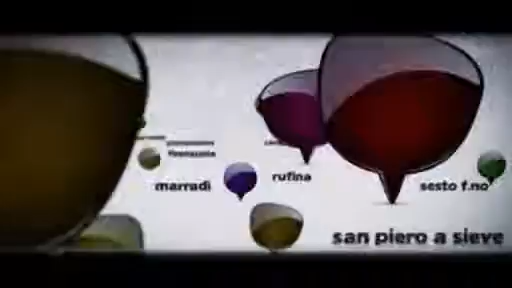 marradi
rufina
sesto f.no
san piero a sieve